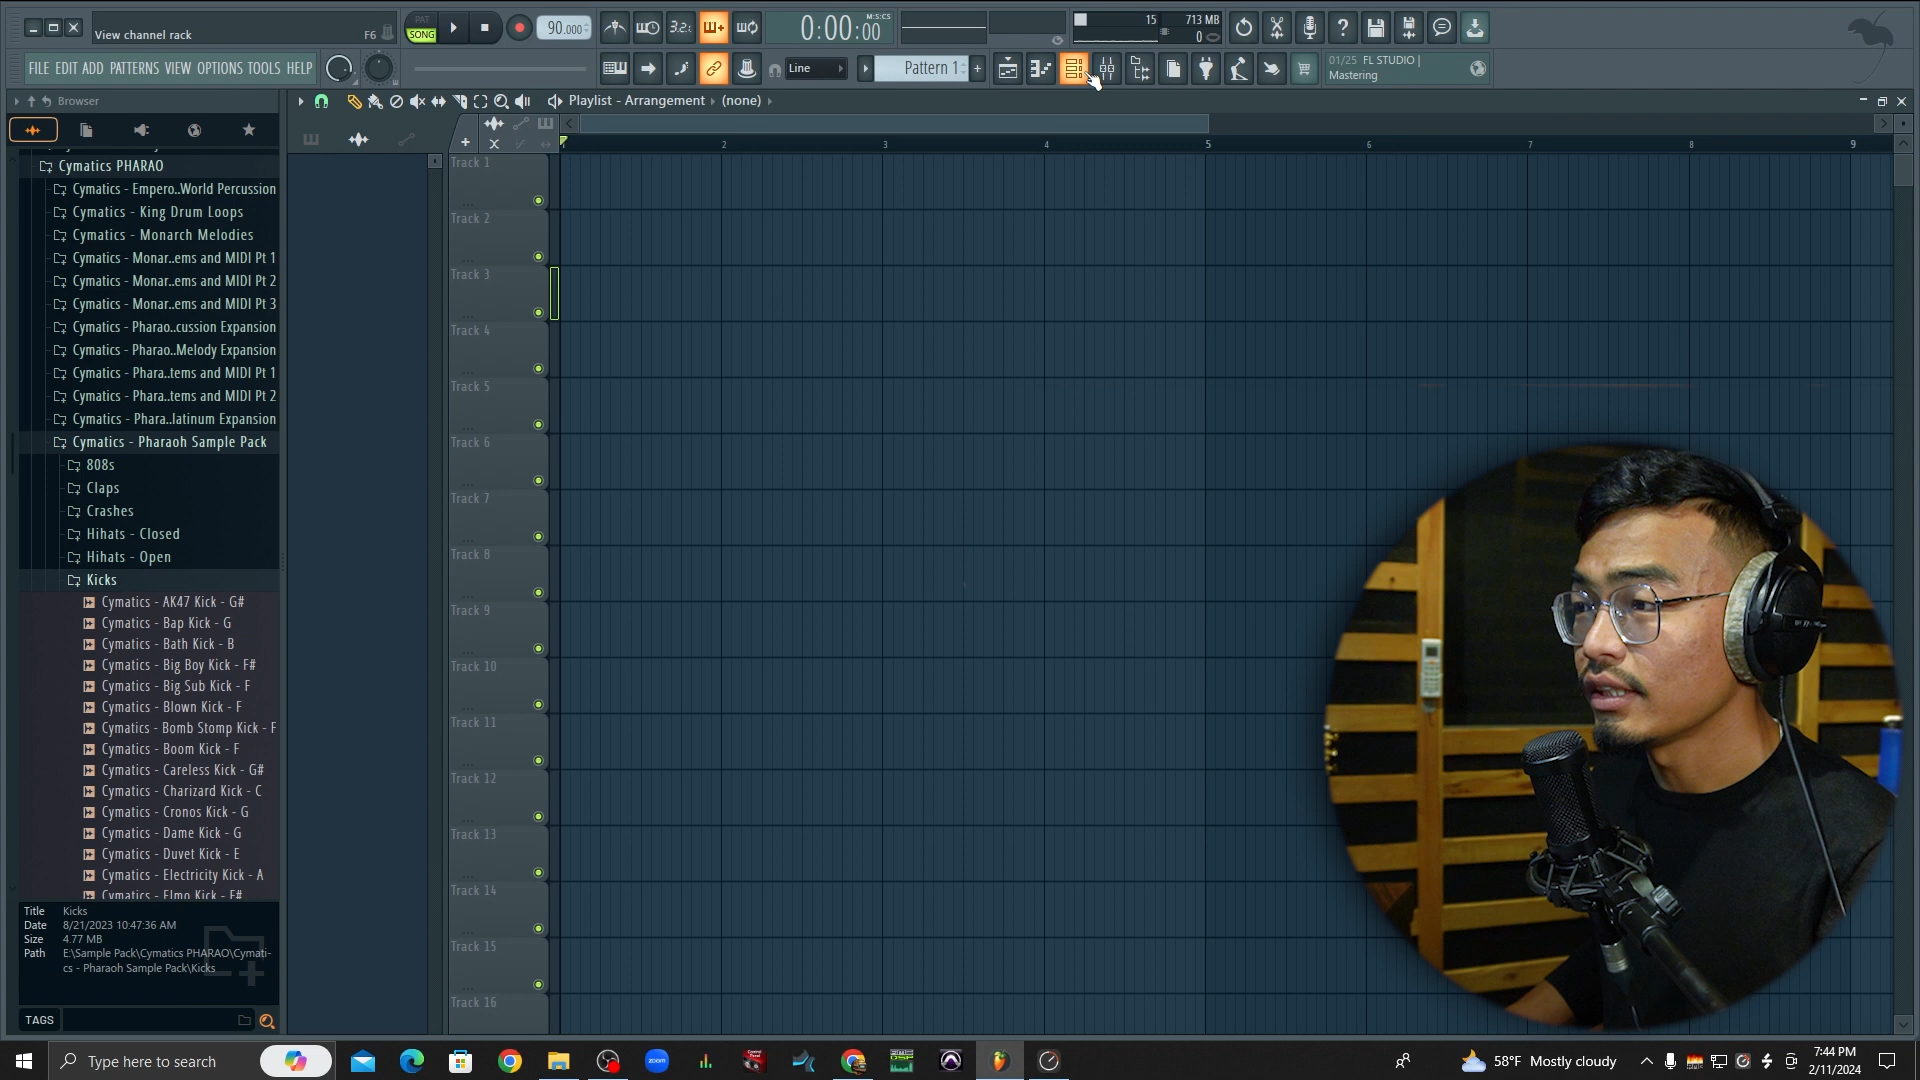 View channel rack
F6
PAT
SONG
90.000
3.2.:
M:S:CS
0:00:00
15
713 MB
0
FILE EDIT ADD PATTERNS VIEW OPTIONS TOOLS HELP
Line
Pattern 1
01/25 FL STUDIO |
Mastering
Browser
Playlist - Arrangement
(none)
1
2
3
4
5
6
7
8
9
Cymatics PHARAO
Cymatics - Empero..World Percussion
Cymatics - King Drum Loops
Cymatics - Monarch Melodies
Cymatics - Monar..ems and MIDI Pt 1
Cymatics - Monar..ems and MIDI Pt 2
Cymatics - Monar..ems and MIDI Pt 3
Cymatics - Pharao..cussion Expansion
Cymatics - Pharao..Melody Expansion
Cymatics - Phara..tems and MIDI Pt 1
Cymatics - Phara..tems and MIDI Pt 2
Cymatics - Phara..latinum Expansion
Cymatics - Pharaoh Sample Pack
808s
Claps
Crashes
Hihats - Closed
Hihats - Open
Kicks
Cymatics - AK47 Kick - G#
Cymatics - Bap Kick - G
Cymatics - Bath Kick - B
Cymatics - Big Boy Kick - F#
Cymatics - Big Sub Kick - F
Cymatics - Blown Kick - F
Cymatics - Bomb Stomp Kick - F
Cymatics - Boom Kick - F
Cymatics - Careless Kick - G#
Cymatics - Charizard Kick - C
Cymatics - Cronos Kick - G
Cymatics - Dame Kick - G
Cymatics - Duvet Kick - E
Cymatics - Electricity Kick - A
Cymatics - Elmo Kick - F#
Title Kicks
Date 8/21/2023 10:47:36 AM
Size 4.77 MB
Path E:\Sample Pack\Cymatics PHARAO\Cymati-
cs - Pharaoh Sample Pack\Kicks
TAGS
Track 1
Track 2
Track 3
Track 4
Track 5
Track 6
Track 7
Track 8
Track 9
Track 10
Track 11
Track 12
Track 13
Track 14
Track 15
Track 16
Type here to search
zoom
58°F Mostly cloudy
7:44 PM
2/11/2024